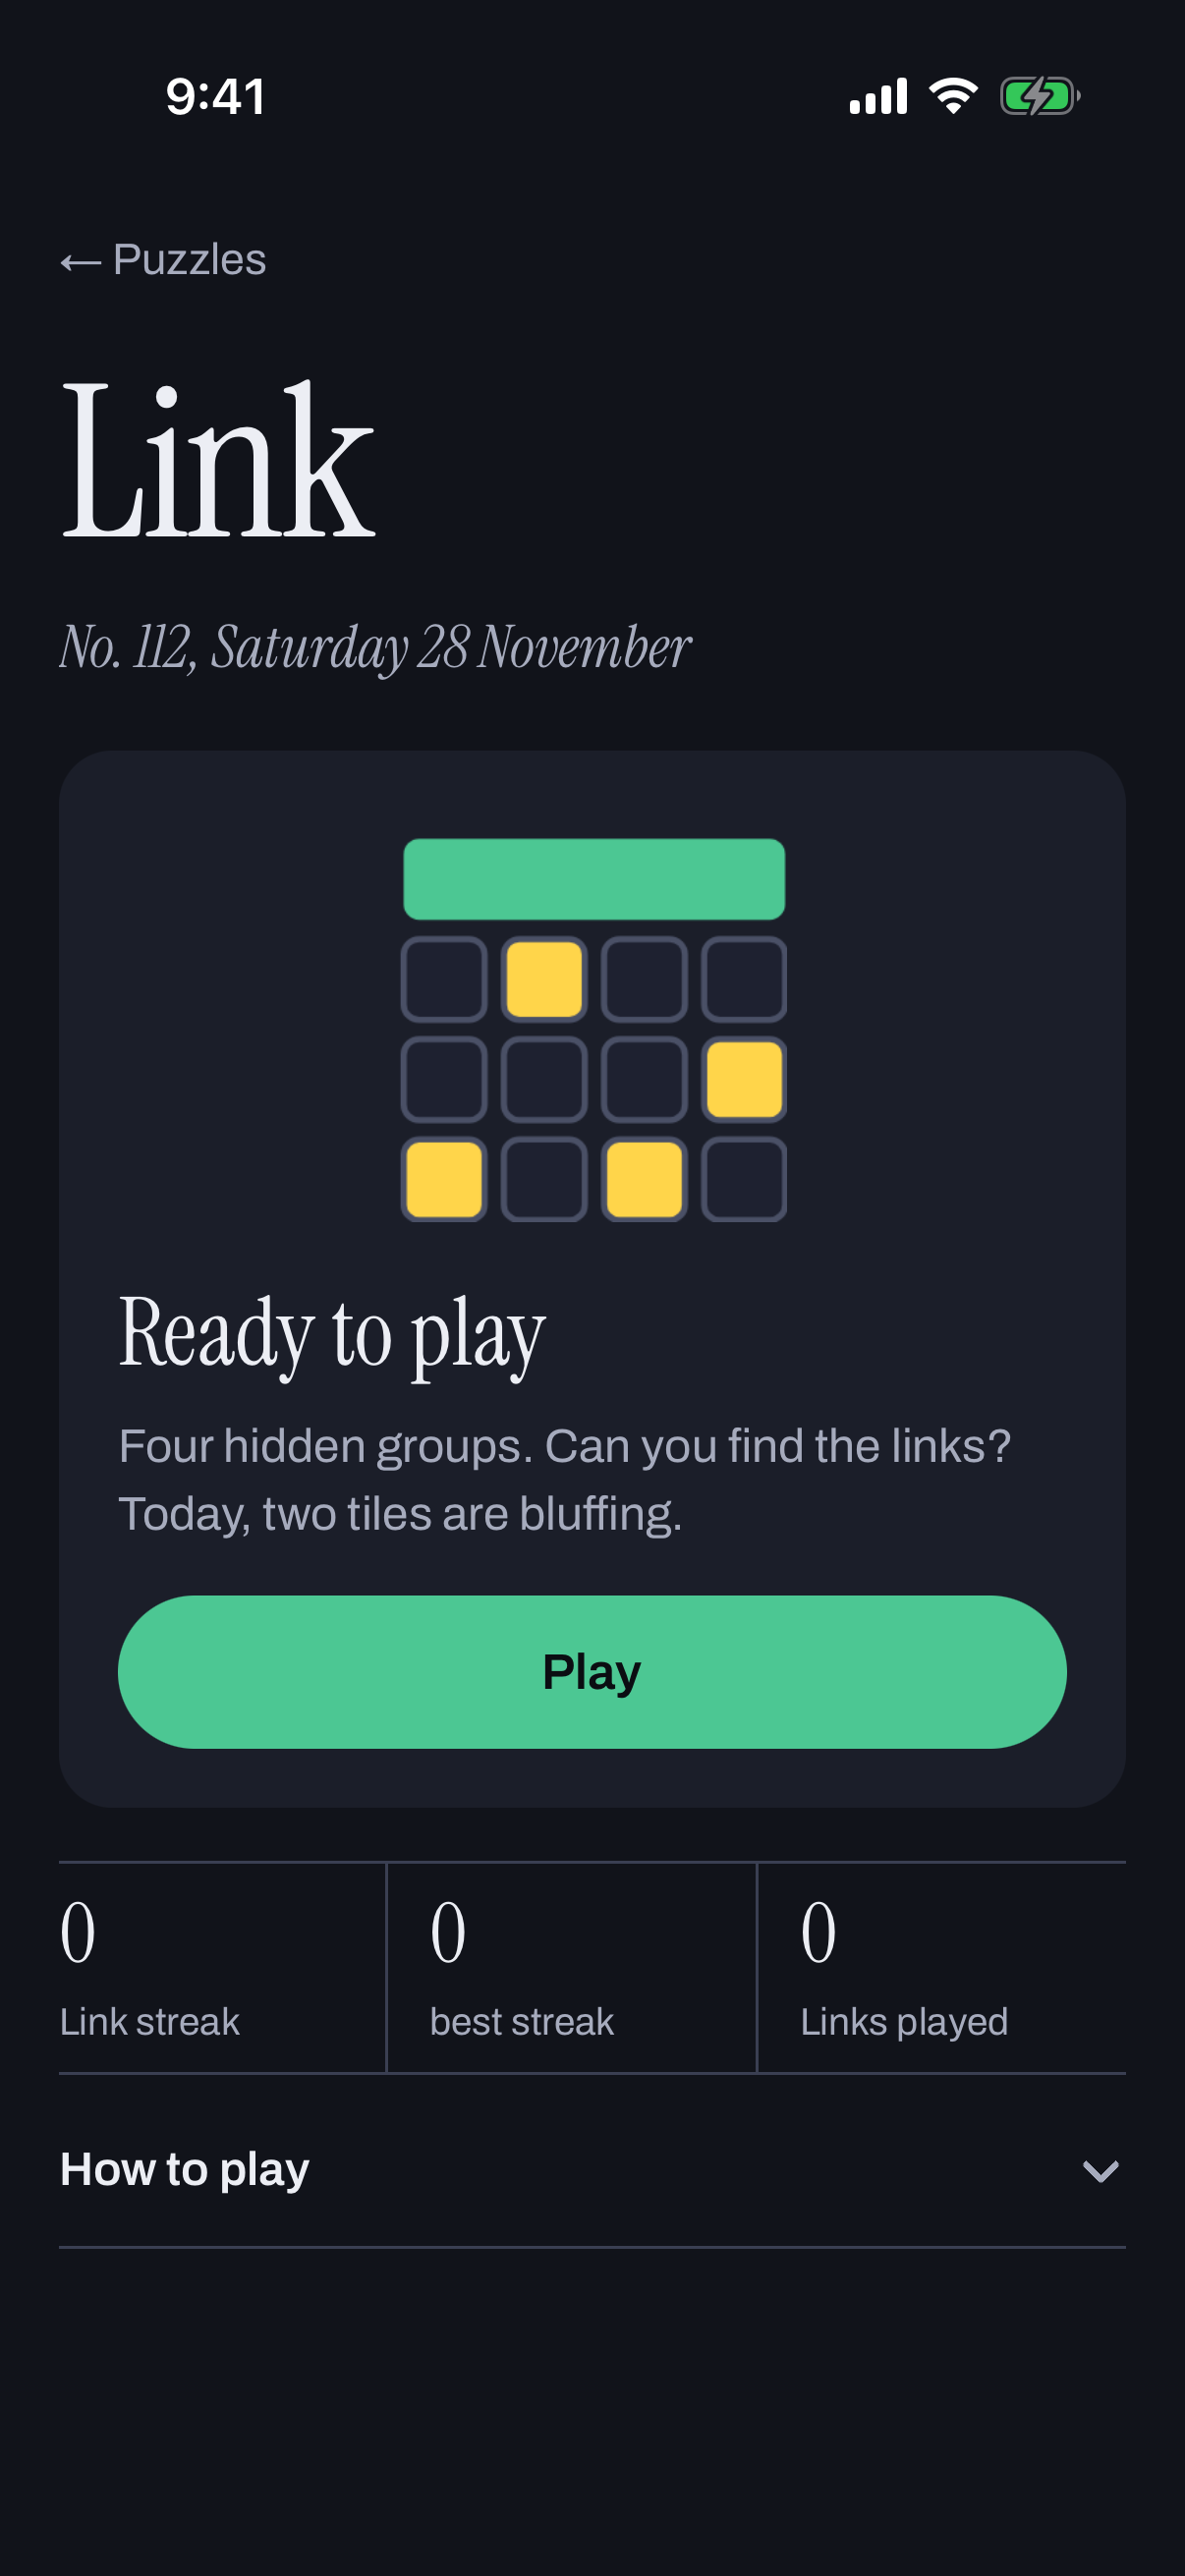 9:41
← Puzzles
Link
No. 112, Saturday 28 November
Ready to play
Four hidden groups. Can you find the links?
Today, two tiles are bluffing.
Play
0
Link streak
0
best streak
0
Links played
How to play